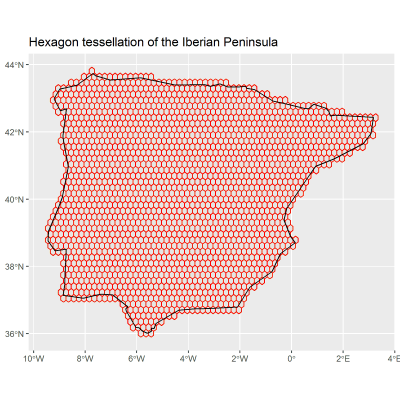 Hexagon tessellation of the Iberian Peninsula
44°N
42°N
40°N
38°N
36°N
10°W 8°W 6°W 4°W 2°W 0° 2°E 4°E